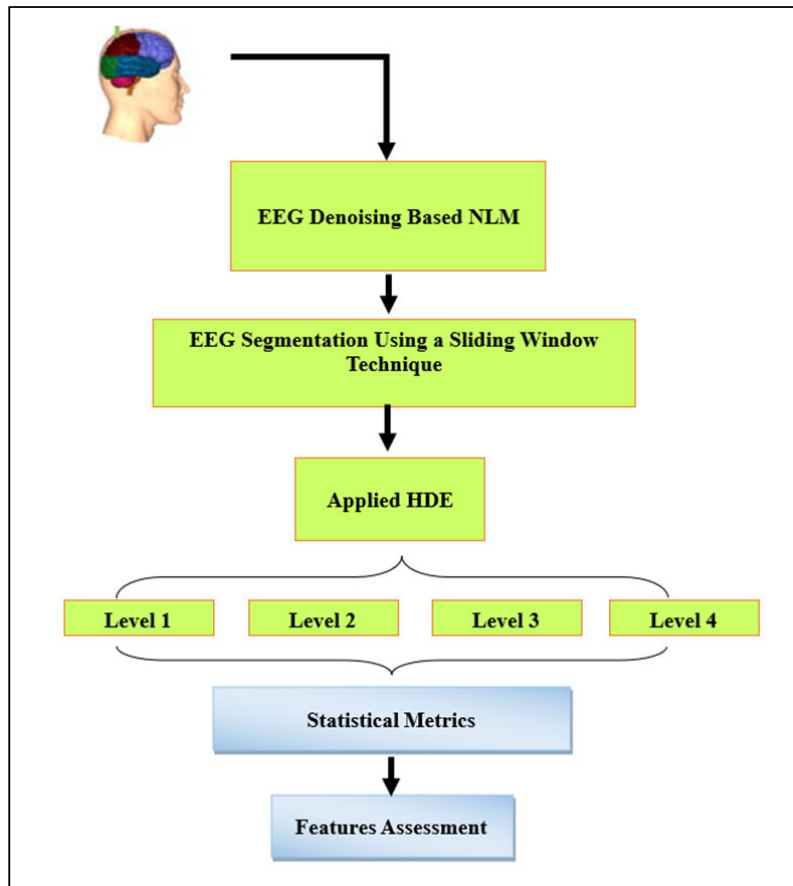 EEG Denoising Based NLM
EEG Segmentation Using a Sliding Window
Technique
Applied HDE
Level 1
Level 2
Level 3
Level 4
Statistical Metrics
Features Assessment